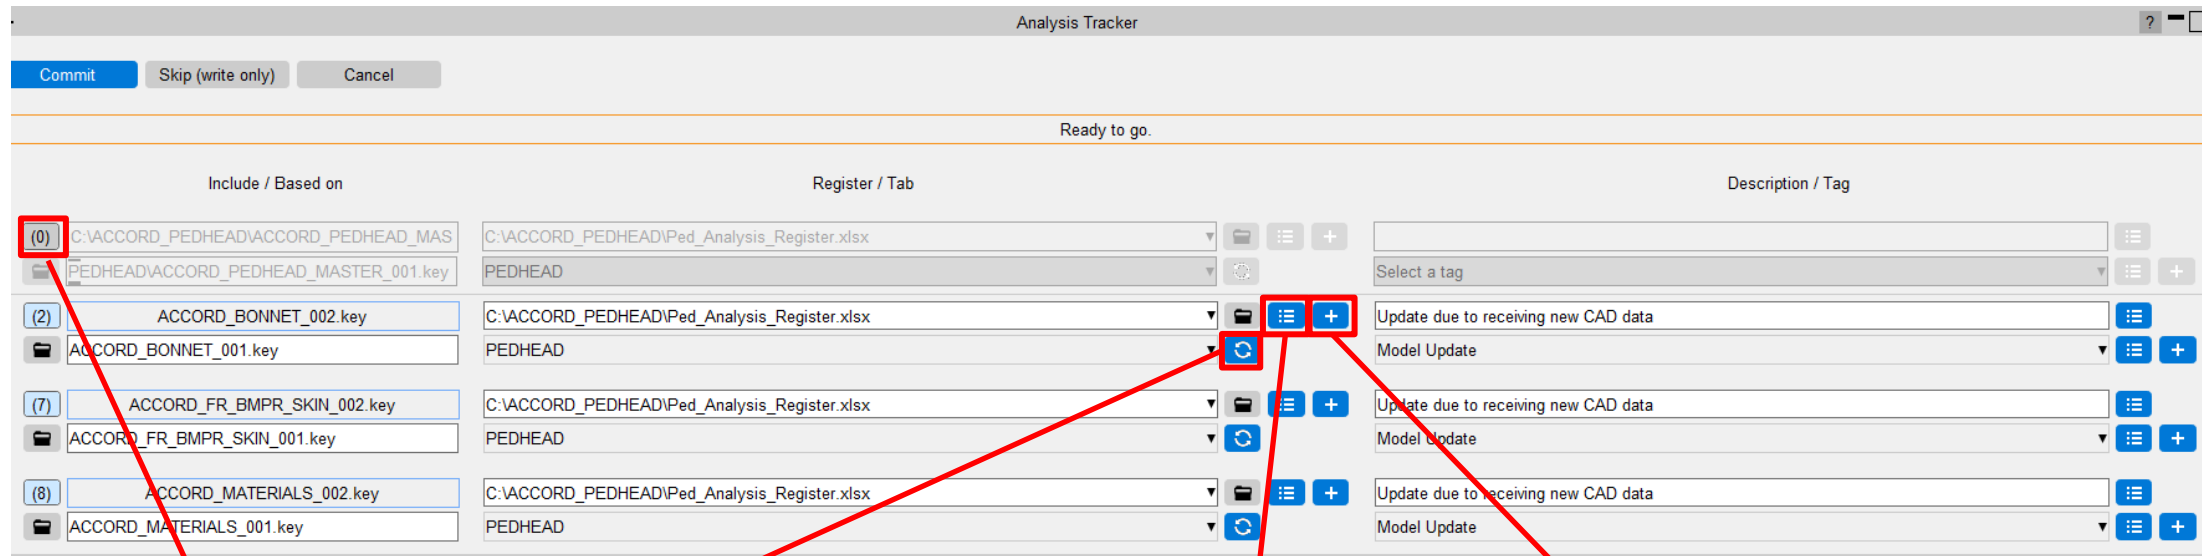 Analysis Tracker
?
Commit Skip (write only) Cancel
Ready to go.
Include / Based on Register / Tab Description / Tag
(0) C:\ACCORD_PEDHEAD\ACCORD_PEDHEAD_MAS C:\ACCORD_PEDHEAD\Ped_Analysis_Register.xlsx
PEDHEAD\ACCORD_PEDHEAD_MASTER_001.key PEDHEAD Select a tag
(2) ACCORD_BONNET_002.key C:\ACCORD_PEDHEAD\Ped_Analysis_Register.xlsx Update due to receiving new CAD data
ACCORD_BONNET_001.key PEDHEAD Model Update
(7) ACCORD_FR_BMPR_SKIN_002.key C:\ACCORD_PEDHEAD\Ped_Analysis_Register.xlsx Update due to receiving new CAD data
ACCORD_FR_BMPR_SKIN_001.key PEDHEAD Model Update
(8) ACCORD_MATERIALS_002.key C:\ACCORD_PEDHEAD\Ped_Analysis_Register.xlsx Update due to receiving new CAD data
ACCORD_MATERIALS_001.key PEDHEAD Model Update